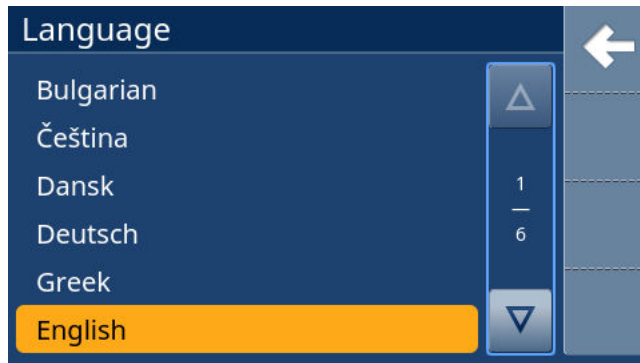 Language
Bulgarian
Čeština
Dansk
Deutsch
Greek
English
1
6